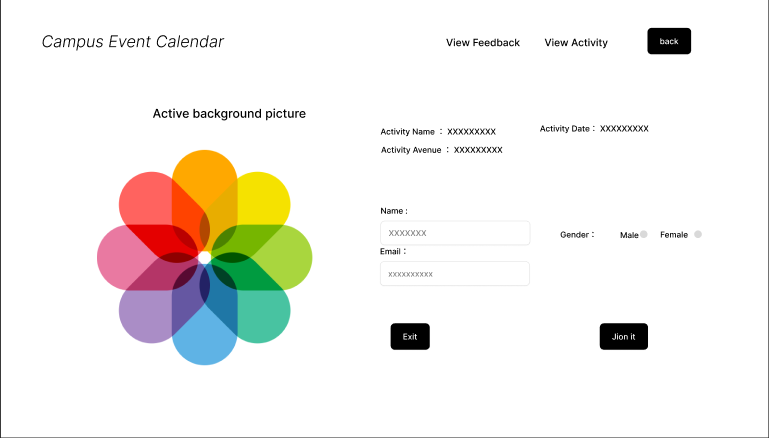 Campus Event Calendar
View Feedback
View Activity
back
Active background picture
Activity Name ： XXXXXXXXX
Activity Date： XXXXXXXXX
Activity Avenue ： XXXXXXXXX
Name :
XXXXXXX
Gender：
Male
Female
Email：
xxxxxxxxxx
Exit
Jion it